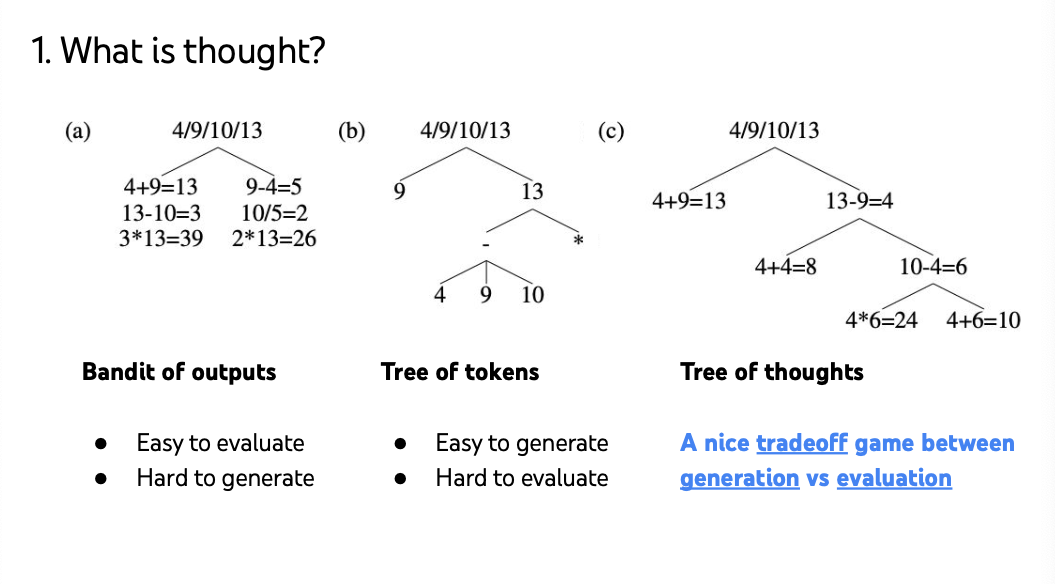 1. What is thought?
(a)
4/9/10/13
4+9=13
13-10=3
3*13=39
9-4=5
10/5=2
2*13=26
(b)
4/9/10/13
9
13
-
*
4
9
10
(c)
4/9/10/13
4+9=13
13-9=4
4+4=8
10-4=6
4*6=24
4+6=10
Bandit of outputs
● Easy to evaluate
● Hard to generate
Tree of tokens
● Easy to generate
● Hard to evaluate
Tree of thoughts
A nice tradeoff game between
generation vs evaluation